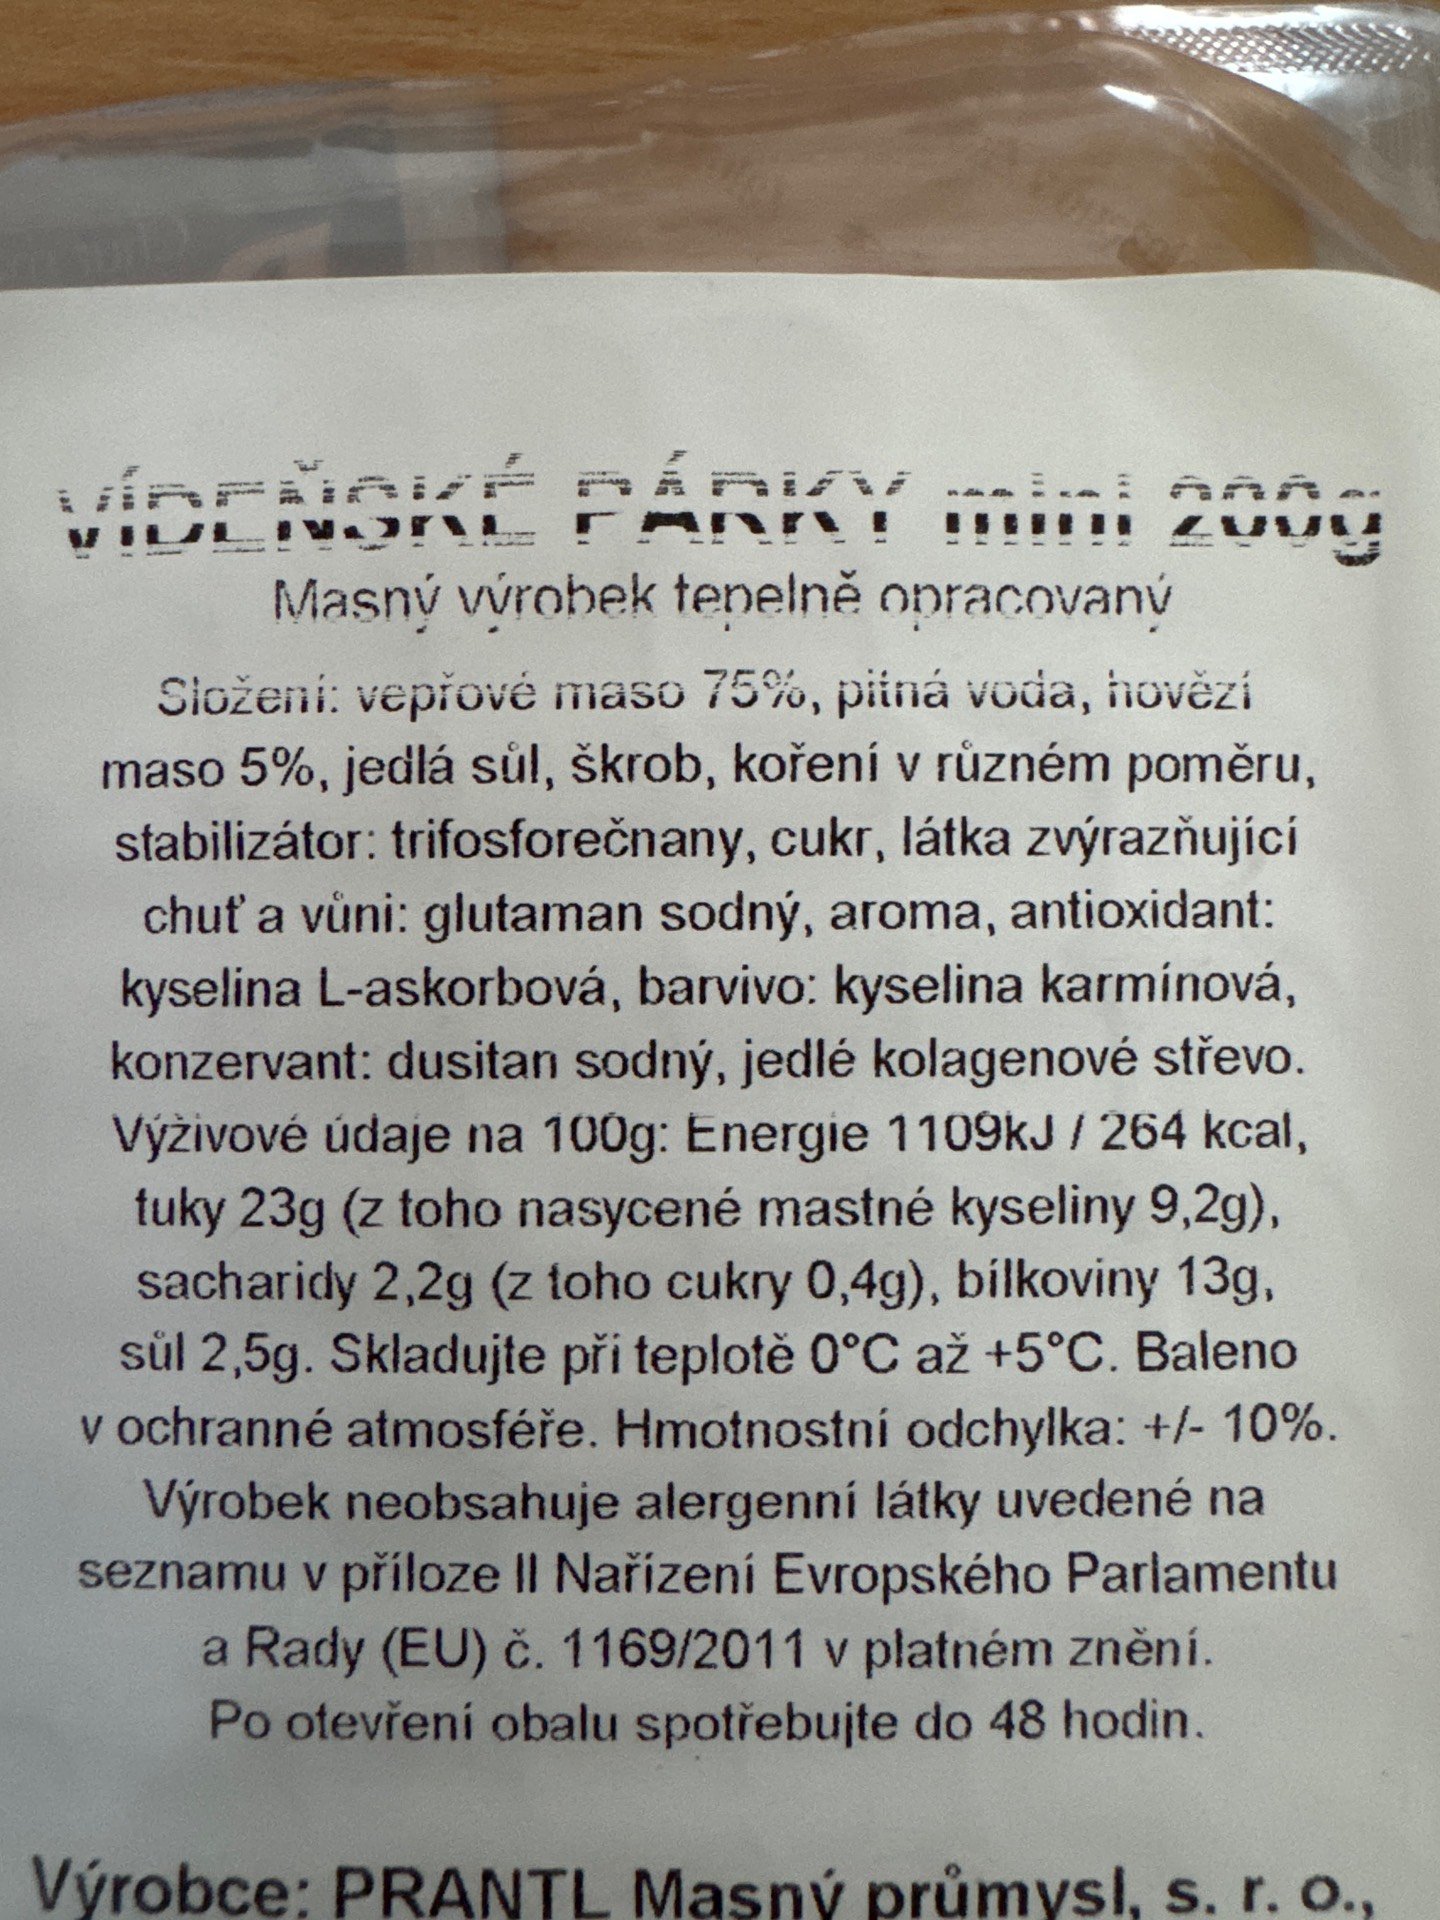 VÍDEŇSKÉ PÁRKY mini 200g
Masný výrobek tepelně opracovaný
Složení: vepřové maso 75%, pitná voda, hovězí
maso 5%, jedlá sůl, škrob, koření v různém poměru,
stabilizátor: trifosforečnany, cukr, látka zvýrazňující
chuť a vůni: glutaman sodný, aroma, antioxidant:
kyselina L-askorbová, barvivo: kyselina karmínová,
konzervant: dusitan sodný, jedlé kolagenové střevo.
Výživové údaje na 100g: Energie 1109kJ / 264 kcal,
tuky 23g (z toho nasycené mastné kyseliny 9,2g),
sacharidy 2,2g (z toho cukry 0,4g), bílkoviny 13g,
sůl 2,5g. Skladujte při teplotě 0°C až +5°C. Baleno
v ochranné atmosféře. Hmotnostní odchylka: +/- 10%.
Výrobek neobsahuje alergenní látky uvedené na
seznamu v příloze II Nařízení Evropského Parlamentu
a Rady (EU) č. 1169/2011 v platném znění.
Po otevření obalu spotřebujte do 48 hodin.
Výrobce: PRANTL Masný průmysl, s. r. o.,